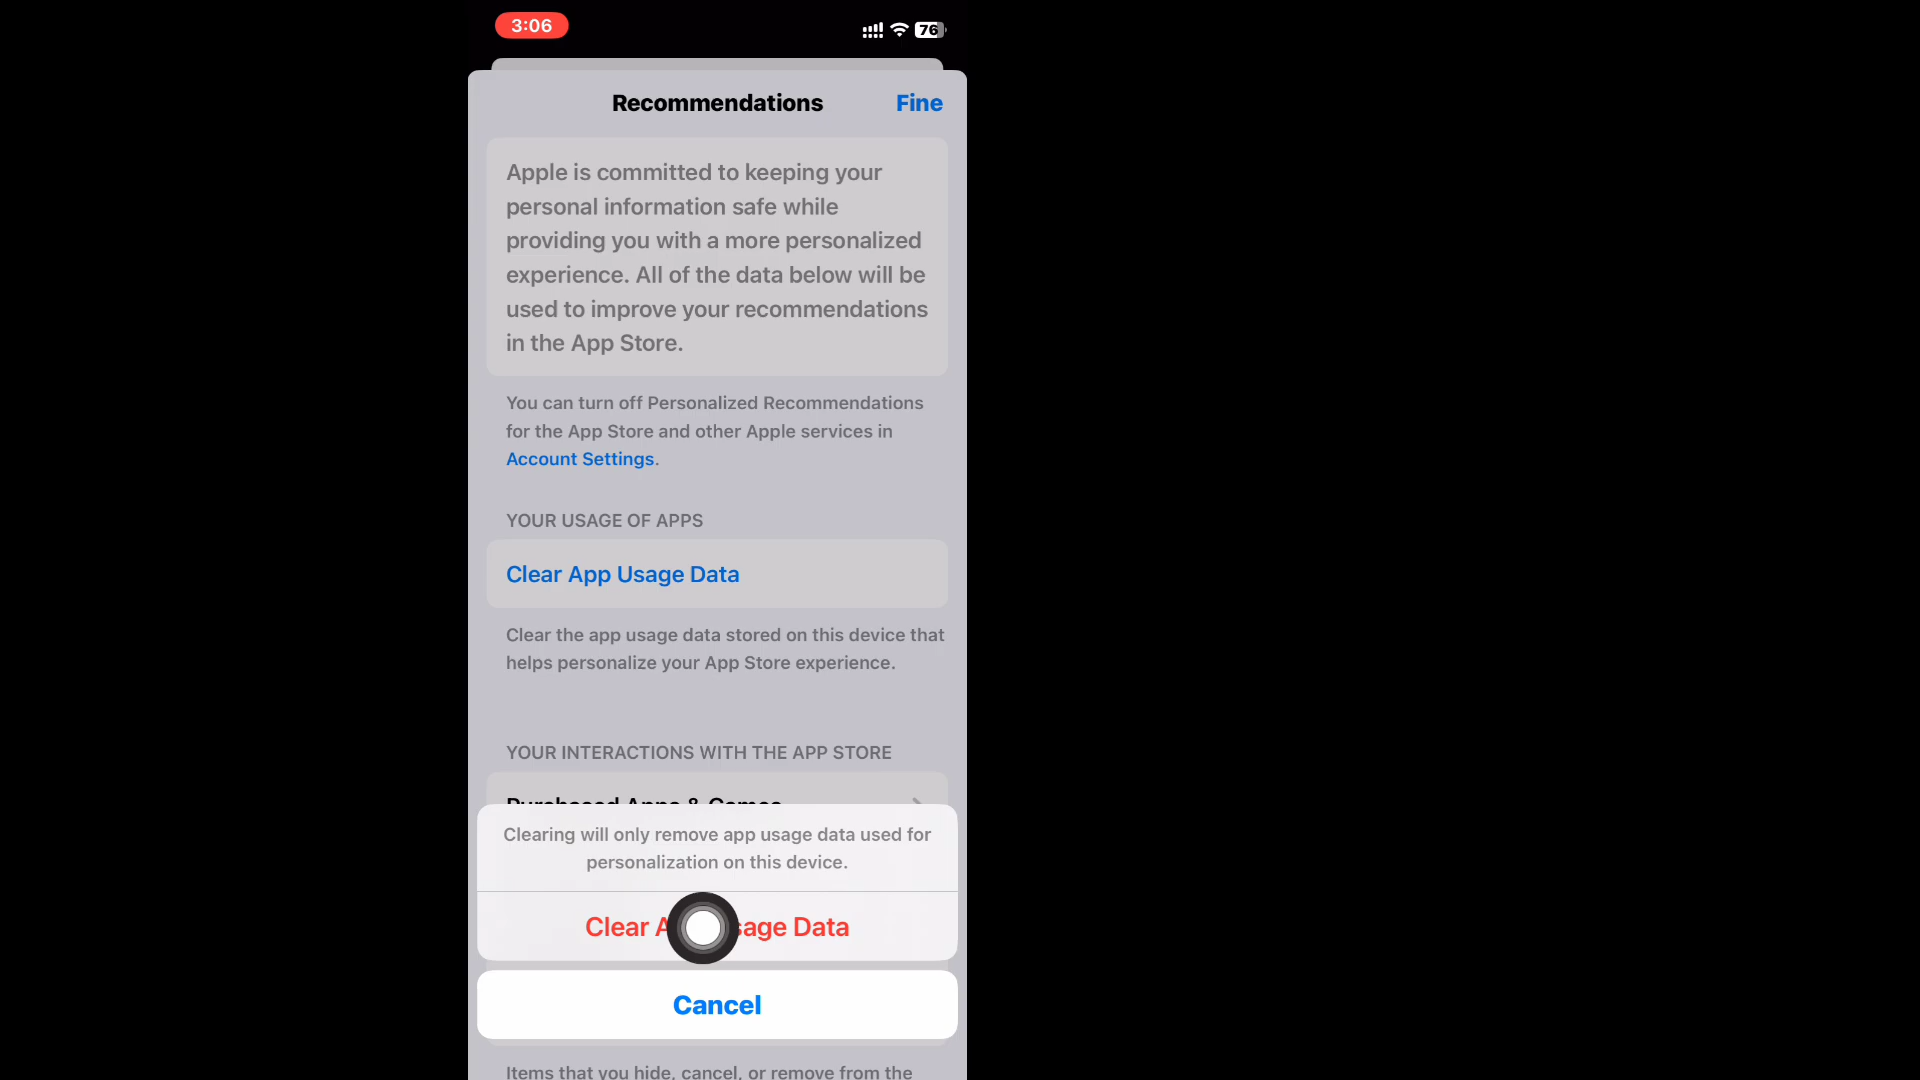 3:06
76
Recommendations
Fine
Apple is committed to keeping your
personal information safe while
providing you with a more personalized
experience. All of the data below will be
used to improve your recommendations
in the App Store.
You can turn off Personalized Recommendations
for the App Store and other Apple services in
Account Settings.
YOUR USAGE OF APPS
Clear App Usage Data
Clear the app usage data stored on this device that
helps personalize your App Store experience.
YOUR INTERACTIONS WITH THE APP STORE
Purchased Apps & Games
Clearing will only remove app usage data used for
personalization on this device.
Clear A sage Data
Cancel
Items that you hide, cancel, or remove from the